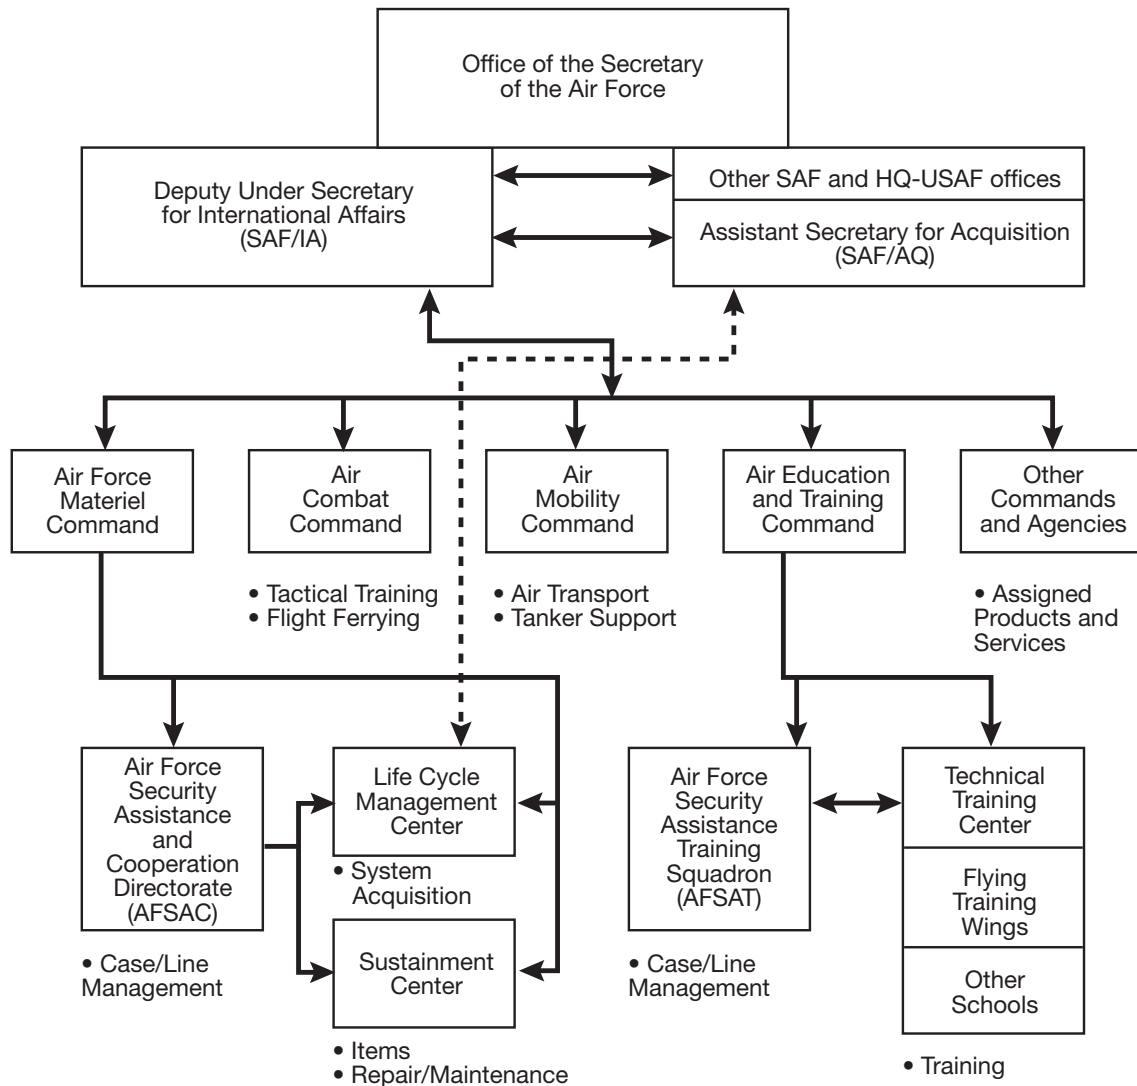 Office of the Secretary
of the Air Force
Deputy Under Secretary
for International Affairs
(SAF/IA)
Other SAF and HQ-USAF offices
Assistant Secretary for Acquisition
(SAF/AQ)
Air Force
Materiel
Command
Air
Combat
Command
Air
Mobility
Command
Air Education
and Training
Command
Other
Commands
and Agencies
• Tactical Training
• Flight Ferrying
• Air Transport
• Tanker Support
• Assigned
Products and
Services
Air Force
Security
Assistance
and
Cooperation
Directorate
(AFSAC)
• Case/Line
Management
Life Cycle
Management
Center
• System
Acquisition
Sustainment
Center
• Items
• Repair/Maintenance
Air Force
Security
Assistance
Training
Squadron
(AFSAT)
• Case/Line
Management
Technical
Training
Center
Flying
Training
Wings
Other
Schools
• Training